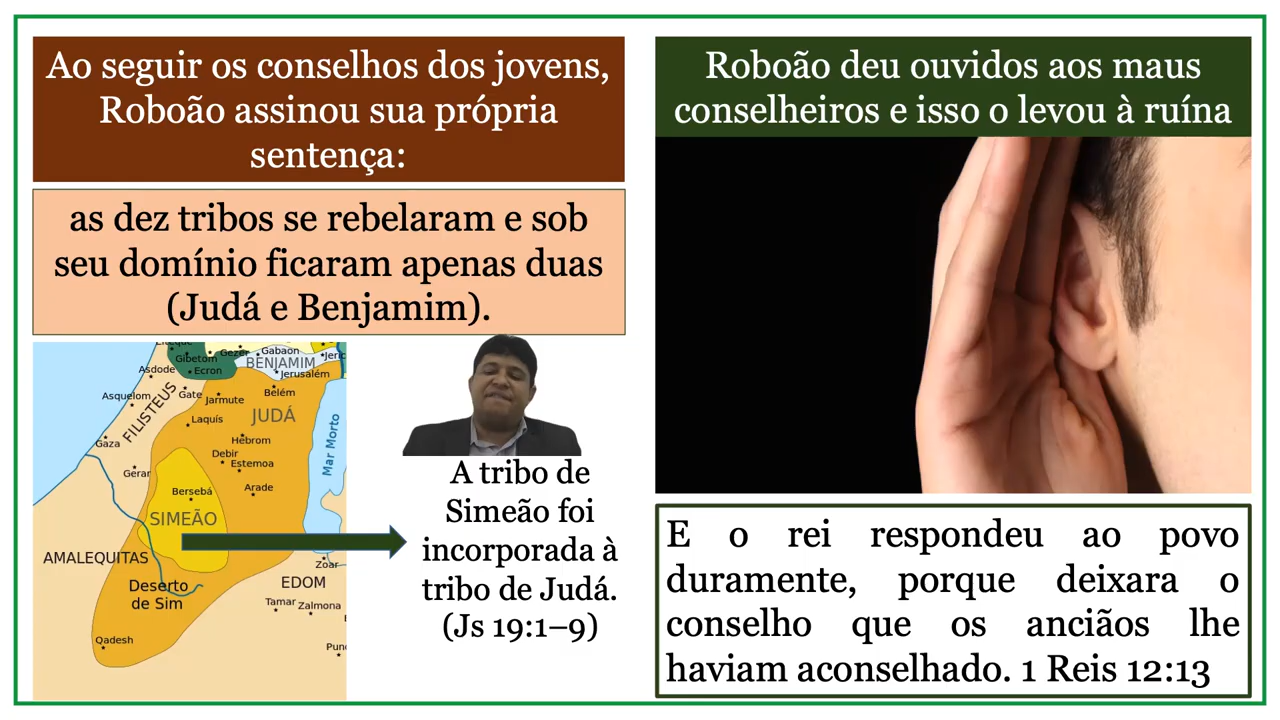 Ao seguir os conselhos dos jovens,
Roboão assinou sua própria
sentença:
as dez tribos se rebelaram e sob
seu domínio ficaram apenas duas
(Judá e Benjamim).
Gibetom
Ecron
Gezer
Gabaon
BENJAMIM
Jerusalém
Asdode
Asquelom
FILISTEUS
Gate
Jarmute
Belém
JUDÁ
Laquís
Hebrom
Gaza
Debir
Estemoa
Mar Morto
Gerar
Arade
Bersebá
SIMEÃO
AMALEQUITAS
Zoar
Deserto
de Sim
EDOM
Tamar
Zalmona
Qadesh
A tribo de
Simeão foi
incorporada à
tribo de Judá.
(Js 19:1–9)
Roboão deu ouvidos aos maus
conselheiros e isso o levou à ruína
E o rei respondeu ao povo
duramente, porque deixara o
conselho que os anciãos lhe
haviam aconselhado. 1 Reis 12:13